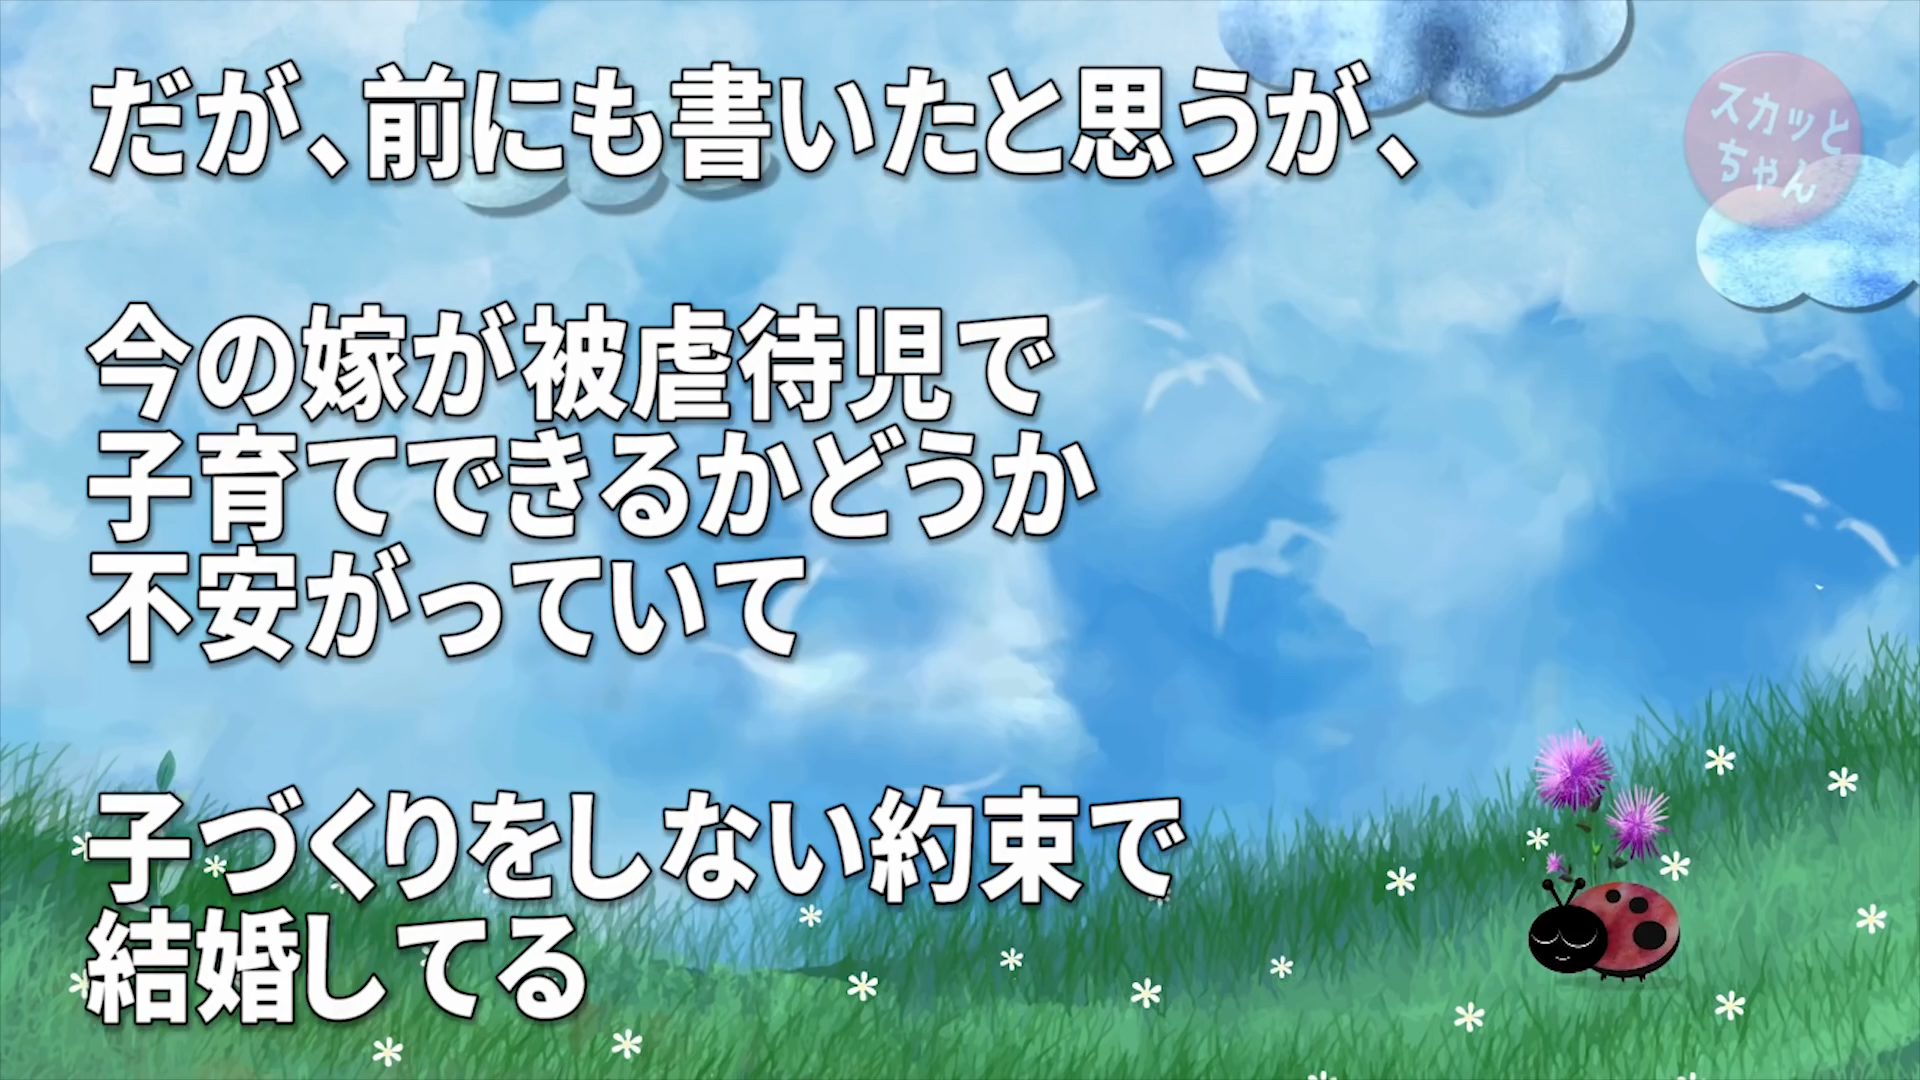 だが、前にも書いたと思うが、
スカッと
ちゃん
今の嫁が被虐待児で
子育てできるかどうか
不安がっていて
子づくりをしない約束で
結婚してる